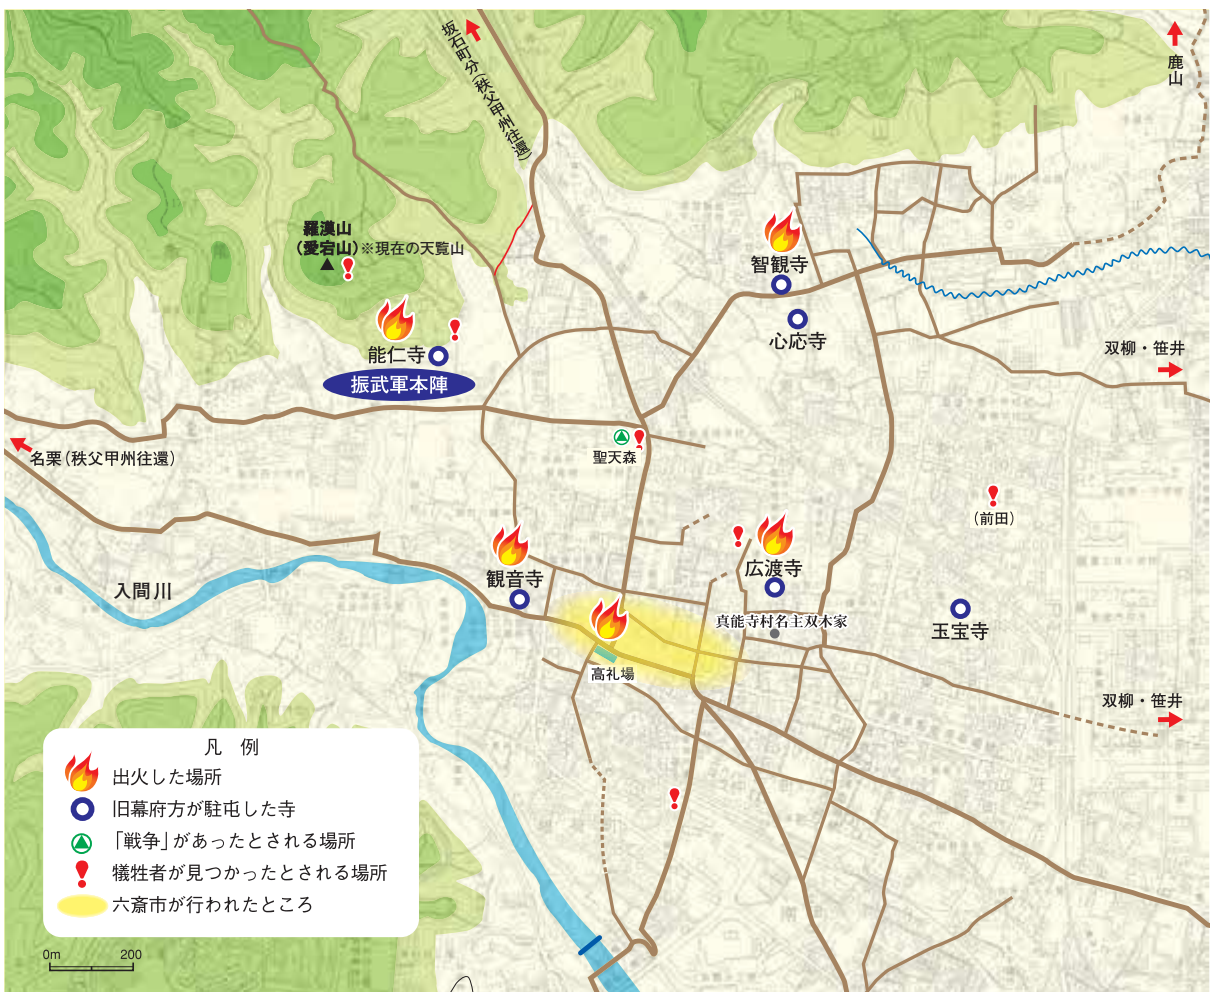 坂石町分(秩父甲州往還)
鹿山
羅漢山
(愛宕山)※現在の天覧山
智観寺
心応寺
能仁寺
振武軍本陣
双柳・笹井
名栗(秩父甲州往還)
聖天森
(前田)
入間川
観音寺
広渡寺
真能寺村名主双木家
玉宝寺
高札場
双柳・笹井
凡 例
出火した場所
旧幕府方が駐屯した寺
「戦争」があったとされる場所
犠牲者が見つかったとされる場所
六斎市が行われたところ
0m 200